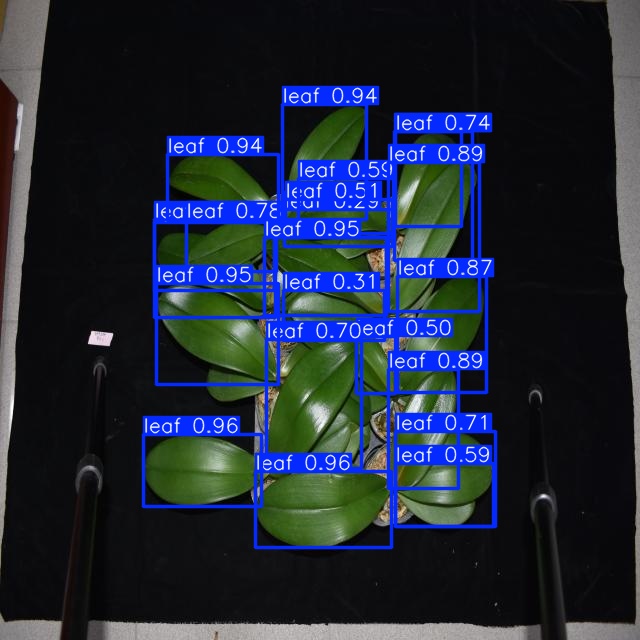 leaf 0.94
leaf 0.74
leaf 0.94
leaf 0.89
leaf 0.59
leaf 0.51
0.29
leaf 0.78
leaf 0.95
leaf 0.95
leaf 0.87
leaf 0.31
leaf 0.70
leaf 0.50
leaf 0.89
leaf 0.96
leaf 0.71
leaf 0.59
leaf 0.96